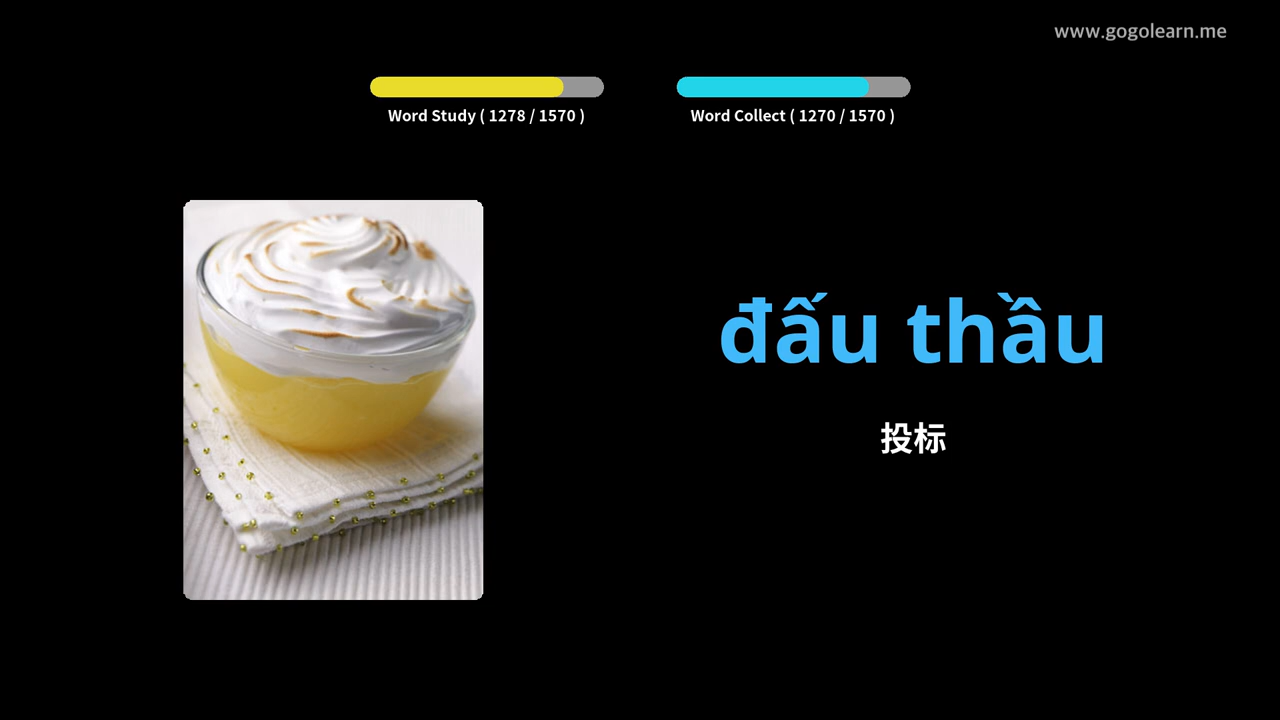 www.gogolearn.me
Word Study ( 1278 / 1570 )
Word Collect ( 1270 / 1570 )
đấu thầu
投标